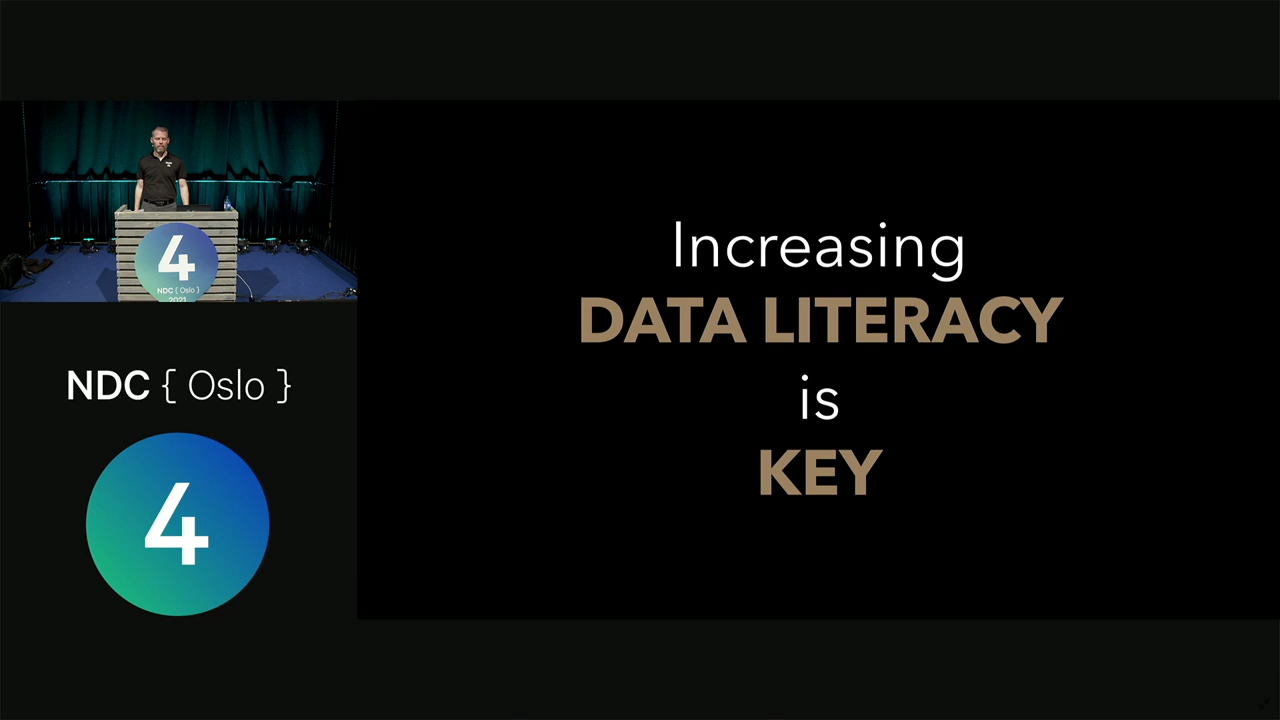 4
NDC { Oslo }
2021
NDC { Oslo }
4
Increasing
DATA LITERACY
is
KEY